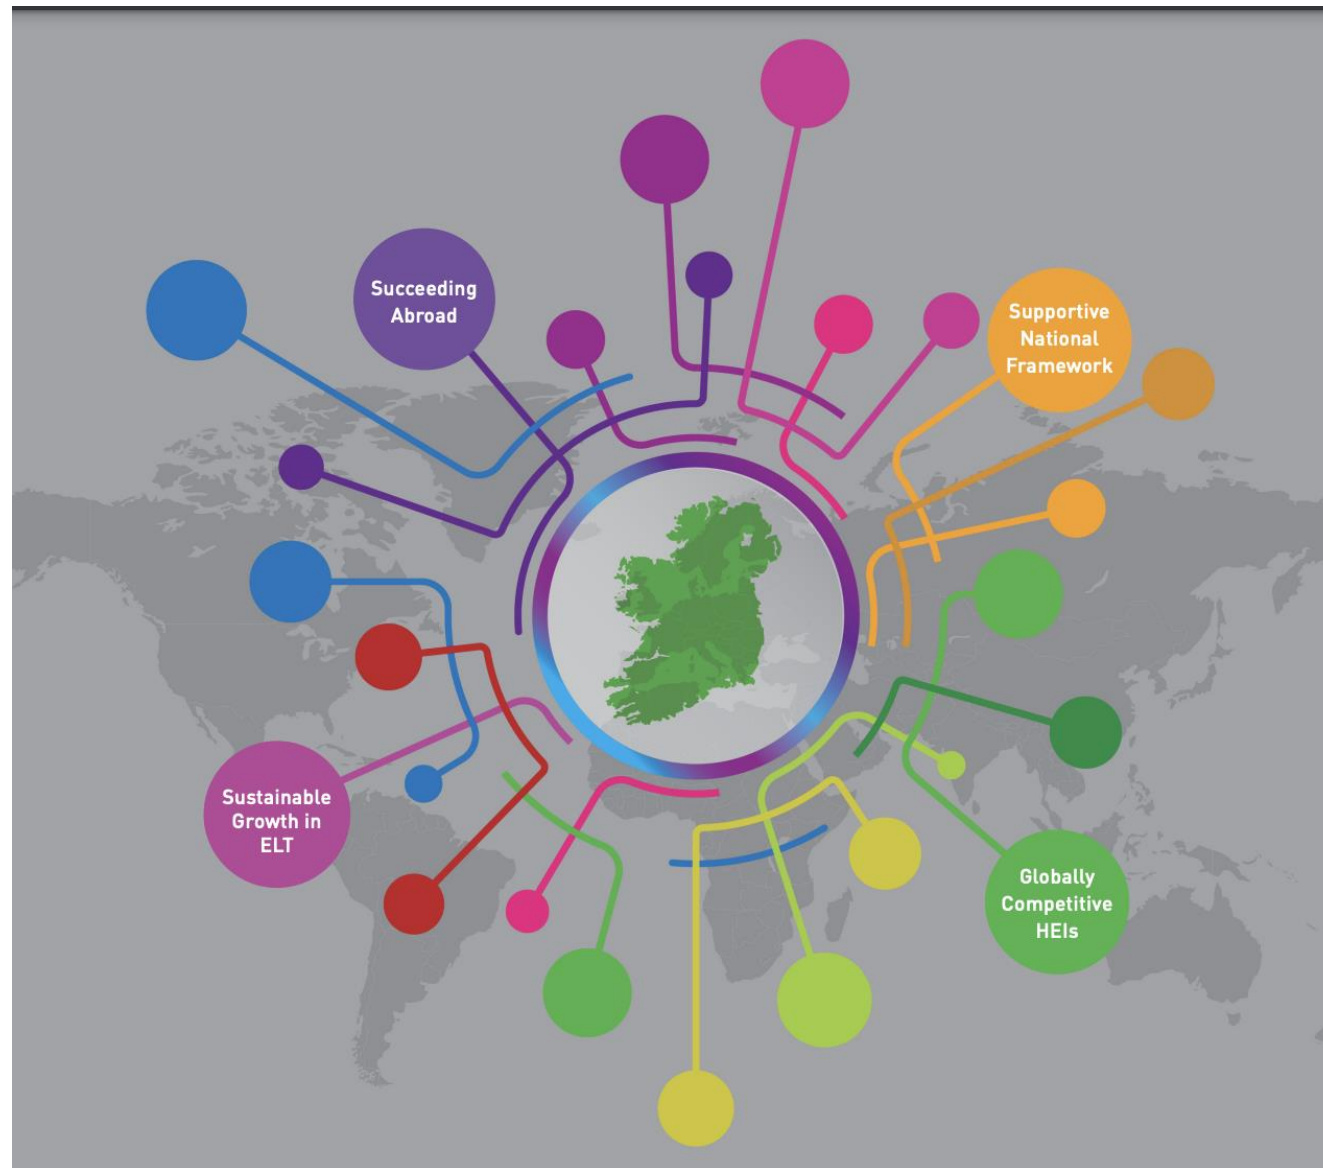 Succeeding
Abroad
Supportive
National
Framework
Sustainable
Growth in
ELT
Globally
Competitive
HEIs